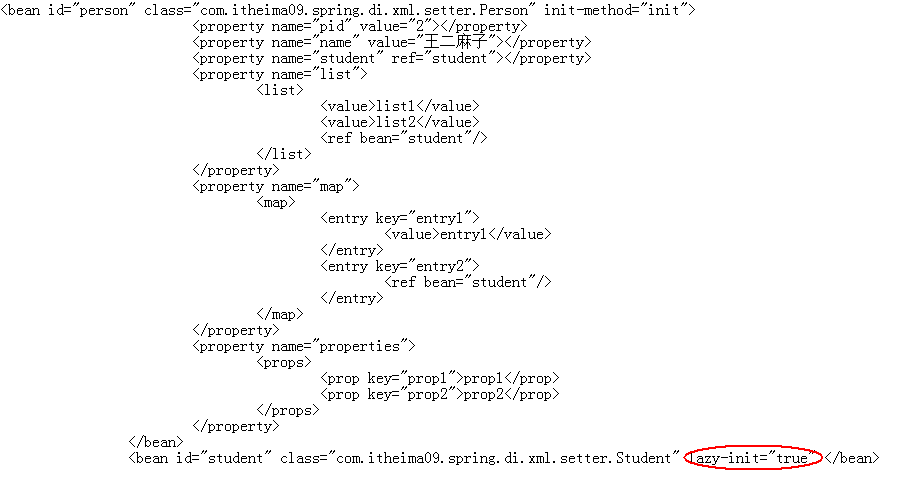 <bean id="person" class="com.itheima09.spring.di.xml.setter.Person" init-method="init">
<property name="pid" value="2"></property>
<property name="name" value="王二麻子"></property>
<property name="student" ref="student"></property>
<property name="list">
<list>
<value>list1</value>
<value>list2</value>
<ref bean="student"/>
</list>
</property>
<property name="map">
<map>
<entry key="entry1">
<value>entry1</value>
</entry>
<entry key="entry2">
<ref bean="student"/>
</entry>
</map>
</property>
<property name="properties">
<props>
<prop key="prop1">prop1</prop>
<prop key="prop2">prop2</prop>
</props>
</property>
</bean>
<bean id="student" class="com.itheima09.spring.di.xml.setter.Student" lazy-init="true" </bean>